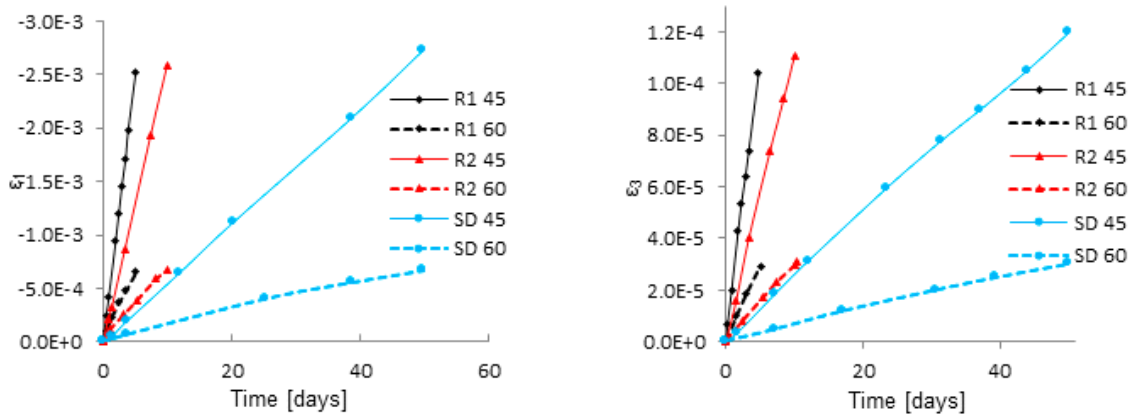 -3.0E-3
-2.5E-3
-2.0E-3
-1.5E-3
-1.0E-3
-5.0E-4
0.0E+0
ε1
0 20 40 60
Time [days]
R1 45
R1 60
R2 45
R2 60
SD 45
SD 60
1.2E-4
1.0E-4
8.0E-5
6.0E-5
4.0E-5
2.0E-5
0.0E+0
ε3
0 20 40
Time [days]
R1 45
R1 60
R2 45
R2 60
SD 45
SD 60